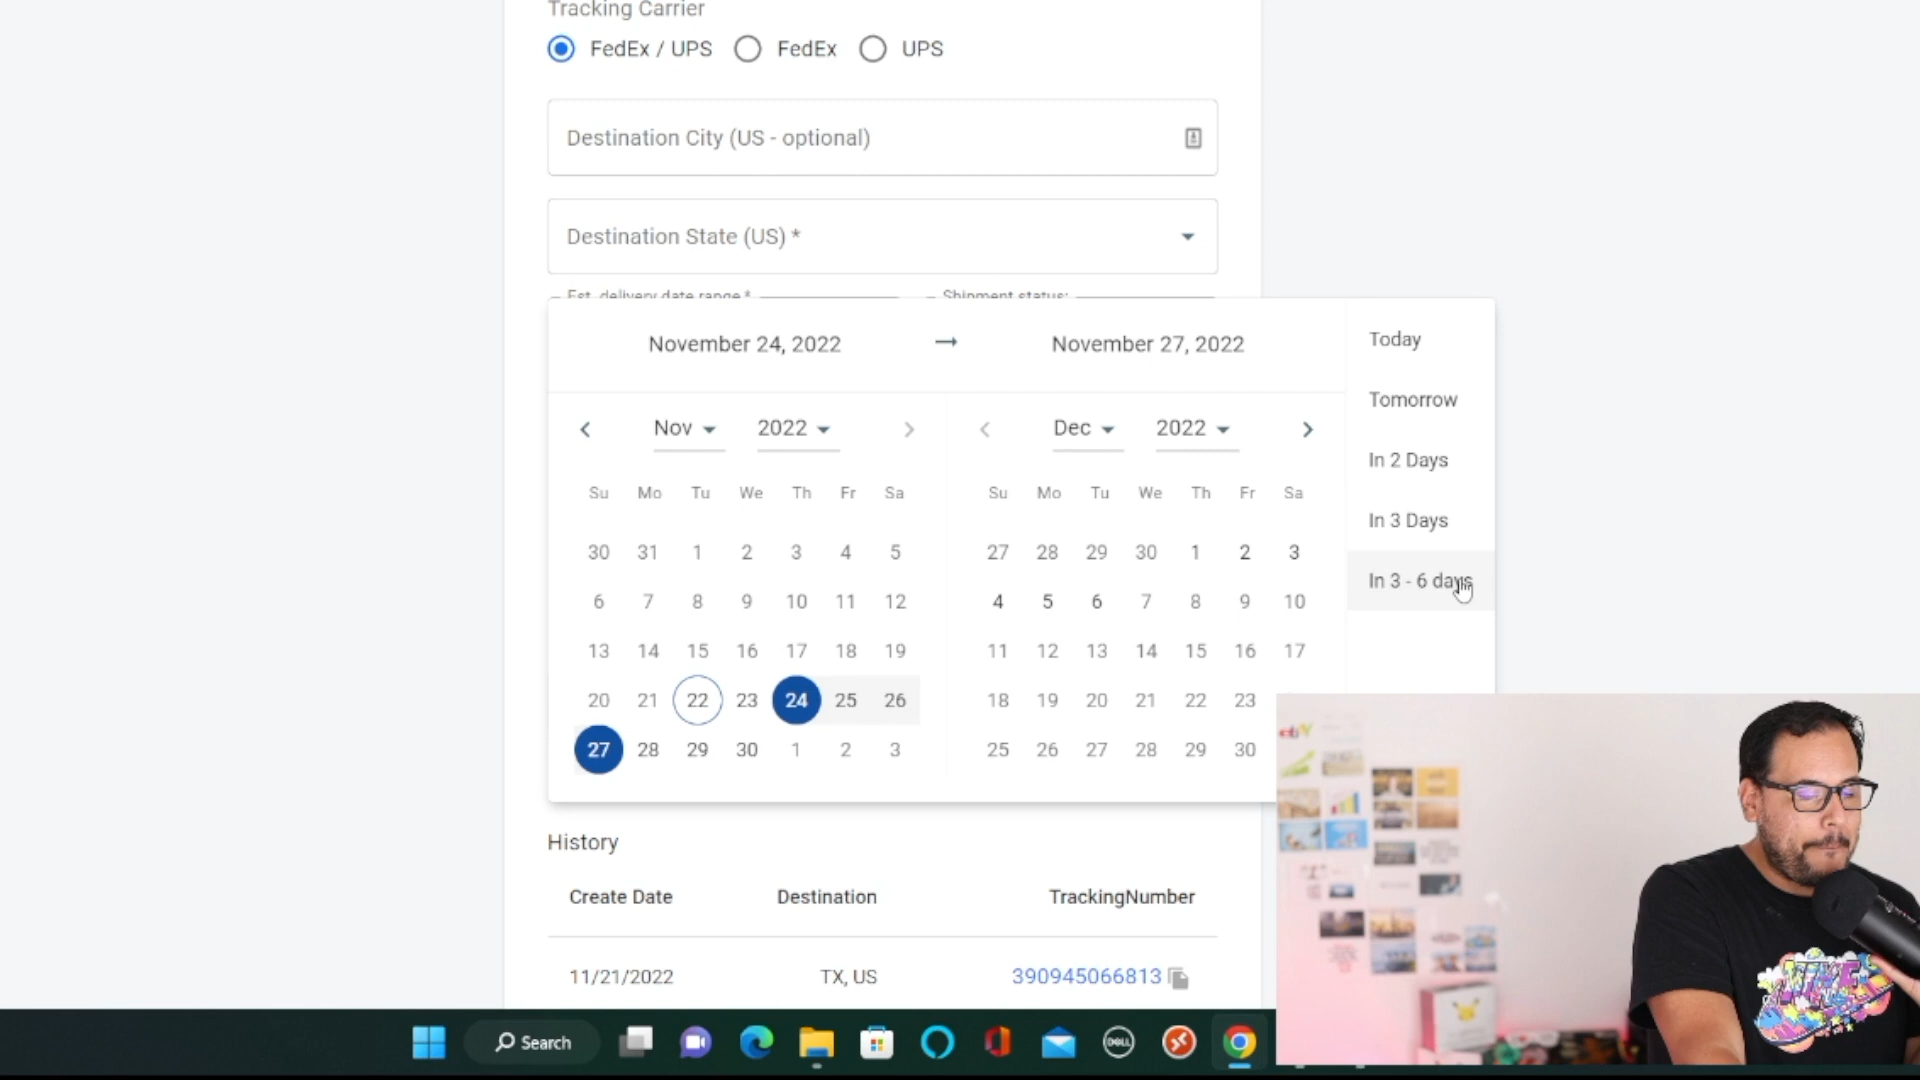 Tracking Carrier
FedEx / UPS FedEx UPS
Destination City (US - optional)
Destination State (US) *
Est. delivery date range * Shipment status:
November 24, 2022 → November 27, 2022
Today
Tomorrow
In 2 Days
In 3 Days
In 3 - 6 days
Nov 2022
Su Mo Tu We Th Fr Sa
30 31 1 2 3 4 5
6 7 8 9 10 11 12
13 14 15 16 17 18 19
20 21 22 23 24 25 26
27 28 29 30 1 2 3
Dec 2022
Su Mo Tu We Th Fr Sa
27 28 29 30 1 2 3
4 5 6 7 8 9 10
11 12 13 14 15 16 17
18 19 20 21 22 23
25 26 27 28 29 30
History
Create Date Destination TrackingNumber
11/21/2022 TX, US 390945066813
Search
DELL
NIKE